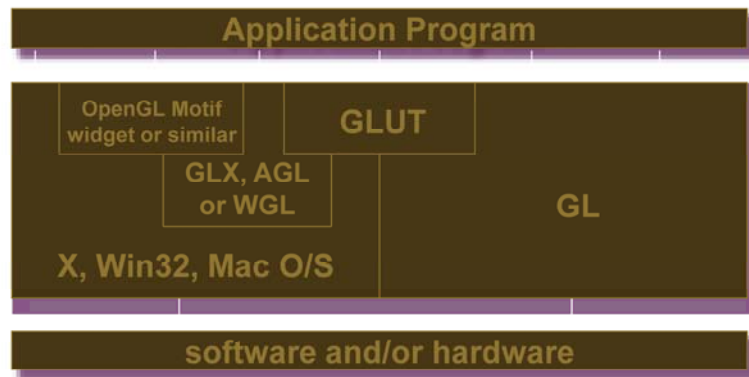 Application Program
OpenGL Motif
widget or similar
GLUT
GLX, AGL
or WGL
GL
X, Win32, Mac O/S
software and/or hardware